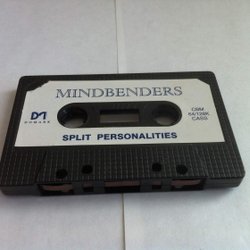 MINDBENDERS
DOMARK
CBM
64/128K
CASS
SPLIT PERSONALITIES